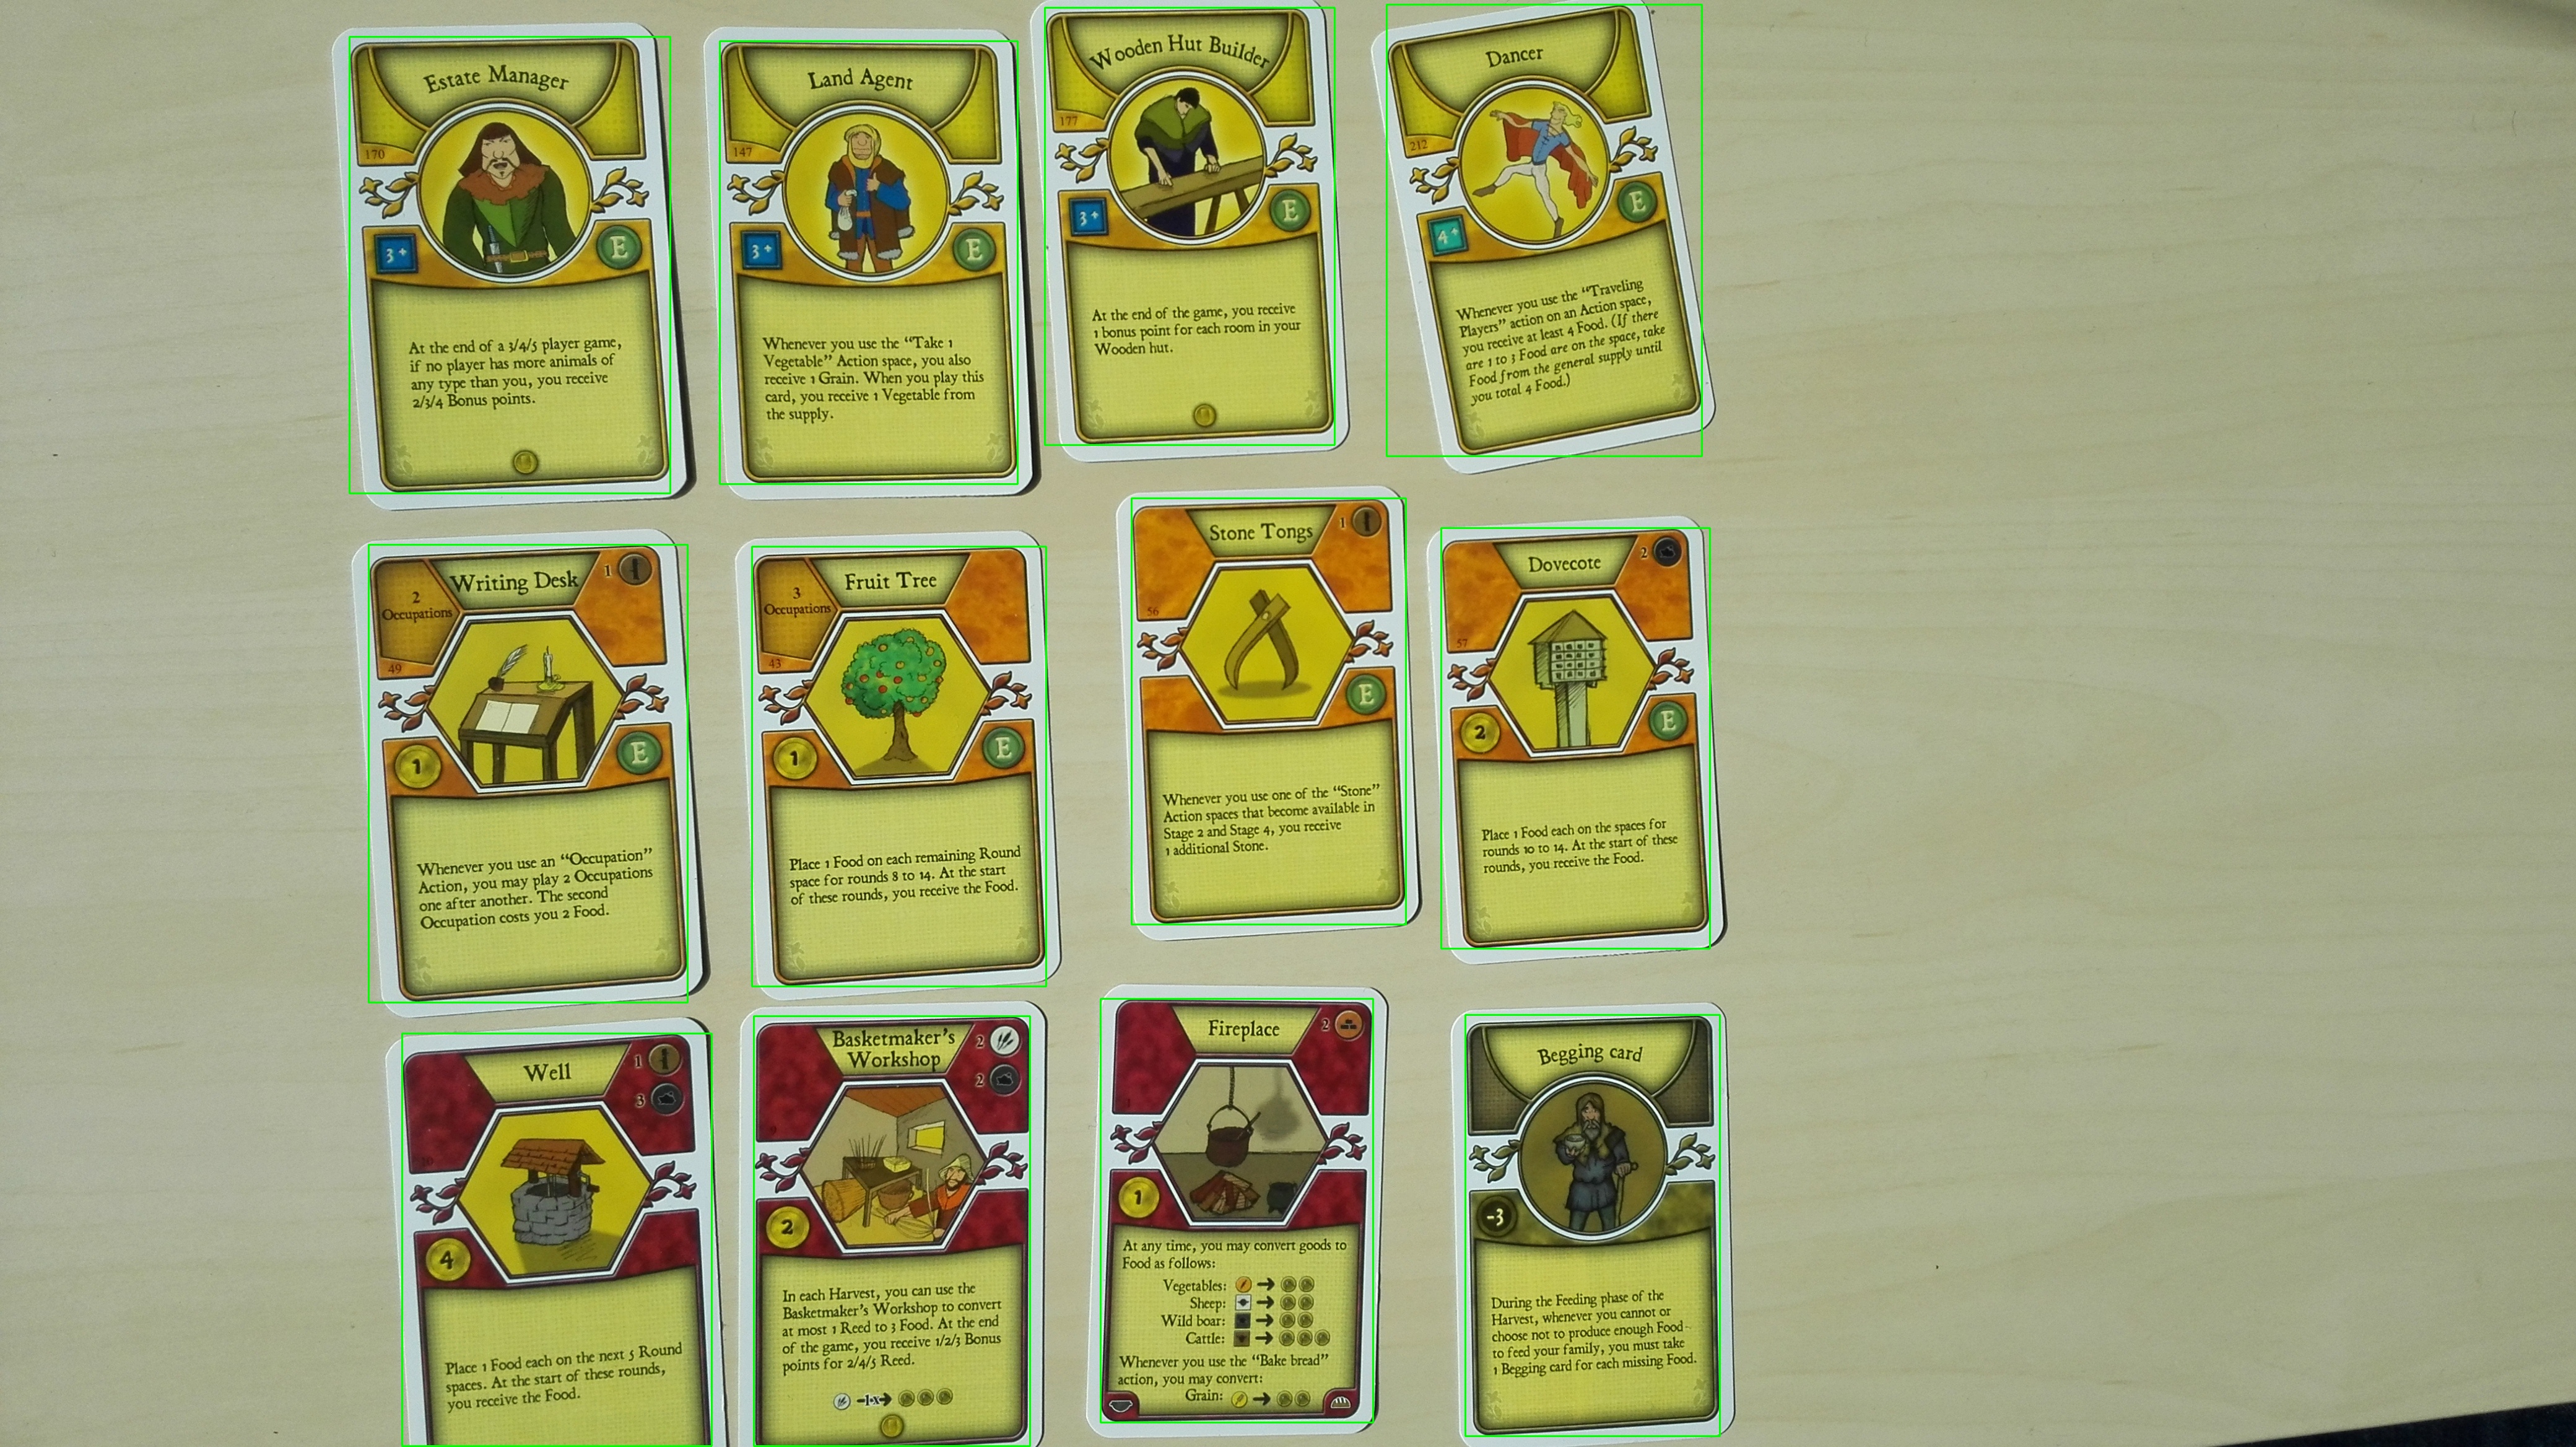 Estate Manager
170
3+
E
At the end of a 3/4/5 player game,
if no player has more animals of
any type than you, you receive
2/3/4 Bonus points.
Land Agent
147
3+
E
Whenever you use the “Take 1
Vegetable” Action space, you also
receive 1 Grain. When you play this
card, you receive 1 Vegetable from
the supply.
Wooden Hut Builder
177
3+
E
At the end of the game, you receive
1 bonus point for each room in your
Wooden hut.
Dancer
212
4+
E
Whenever you use the “Traveling
Players” action on an Action space,
you receive at least 4 Food. (If there
are 1 to 3 Food are on the space, take
Food from the general supply until
you total 4 Food.)
Writing Desk
1
2
Occupations
49
1
E
Whenever you use an “Occupation”
Action, you may play 2 Occupations
one after another. The second
Occupation costs you 2 Food.
Fruit Tree
3
Occupations
43
1
E
Place 1 Food on each remaining Round
space for rounds 8 to 14. At the start
of these rounds, you receive the Food.
Stone Tongs
1
56
E
Whenever you use one of the “Stone”
Action spaces that become available in
Stage 2 and Stage 4, you receive
1 additional Stone.
Dovecote
2
57
2
E
Place 1 Food each on the spaces for
rounds 10 to 14. At the start of these
rounds, you receive the Food.
Well
1
3
4
Place 1 Food each on the next 5 Round
spaces. At the start of these rounds,
you receive the Food.
Basketmaker's
Workshop
2
2
2
In each Harvest, you can use the
Basketmaker's Workshop to convert
at most 1 Reed to 3 Food. At the end
of the game, you receive 1/2/3 Bonus
points for 2/4/5 Reed.
1x
Fireplace
2
1
At any time, you may convert goods to
Food as follows:
Vegetables:
Sheep:
Wild boar:
Cattle:
Whenever you use the “Bake bread”
action, you may convert:
Grain:
Begging card
-3
During the Feeding phase of the
Harvest, whenever you cannot or
choose not to produce enough Food
to feed your family, you must take
1 Begging card for each missing Food.